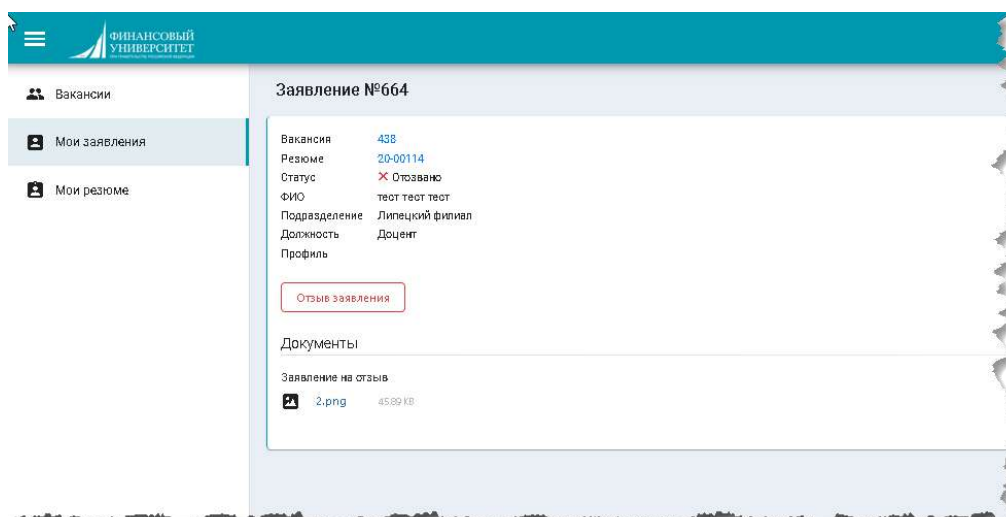 ФИНАНСОВЫЙ
УНИВЕРСИТЕТ
Вакансии
Мои заявления
Мои резюме
Заявление №664
Вакансия 438
Резюме 20-00114
Статус Отозвано
ФИО тест тест тест
Подразделение Липецкий филиал
Должность Доцент
Профиль
Отзыв заявления
Документы
Заявление на отзыв
2.png 45.89 KB